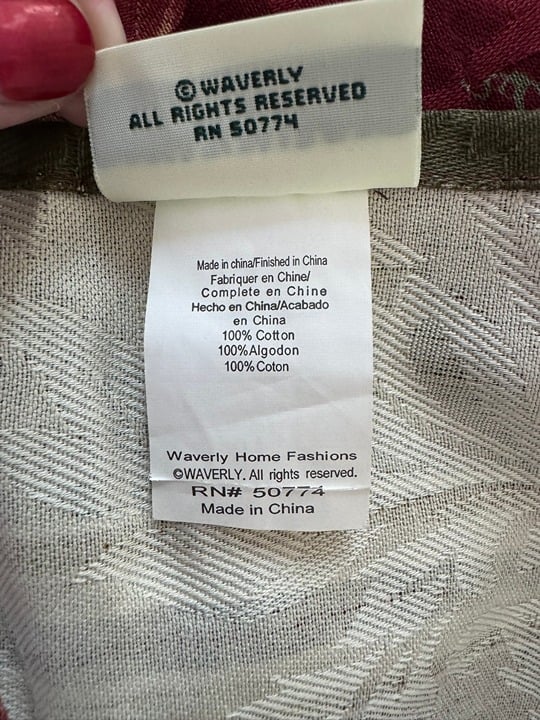 © WAVERLY
ALL RIGHTS RESERVED
RN 50774
Made in china/Finished in China
Fabriquer en Chine/
Complete en Chine
Hecho en China/Acabado
en China
100% Cotton
100%Algodon
100% Coton
Waverly Home Fashions
©WAVERLY. All rights reserved.
RN# 50774
Made in China